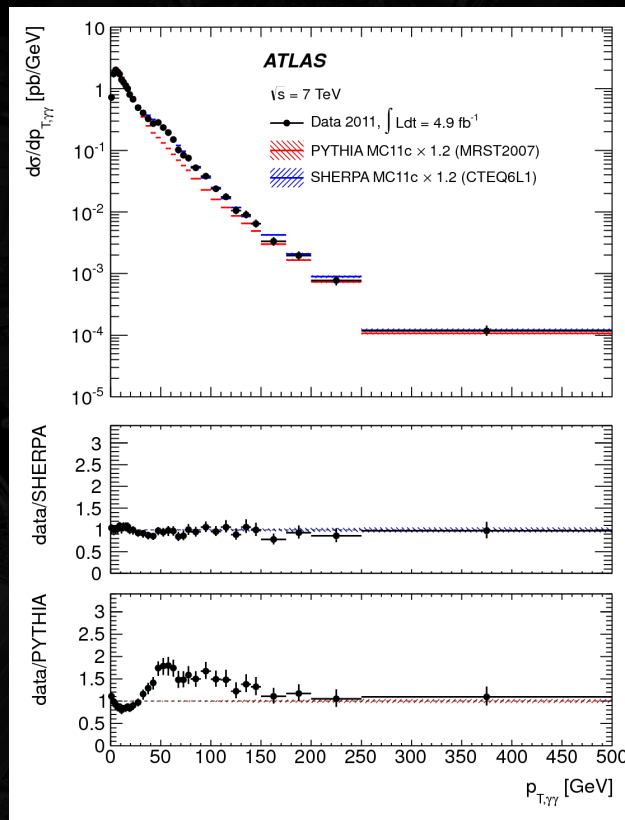 dσ/dp_{T,γγ} [pb/GeV]
10
1
10⁻¹
10⁻²
10⁻³
10⁻⁴
10⁻⁵
ATLAS
√s = 7 TeV
Data 2011, ∫ Ldt = 4.9 fb⁻¹
PYTHIA MC11c × 1.2 (MRST2007)
SHERPA MC11c × 1.2 (CTEQ6L1)
data/SHERPA
3
2.5
2
1.5
1
0.5
0
data/PYTHIA
3
2.5
2
1.5
1
0.5
0
0 50 100 150 200 250 300 350 400 450 500
p_{T,γγ} [GeV]